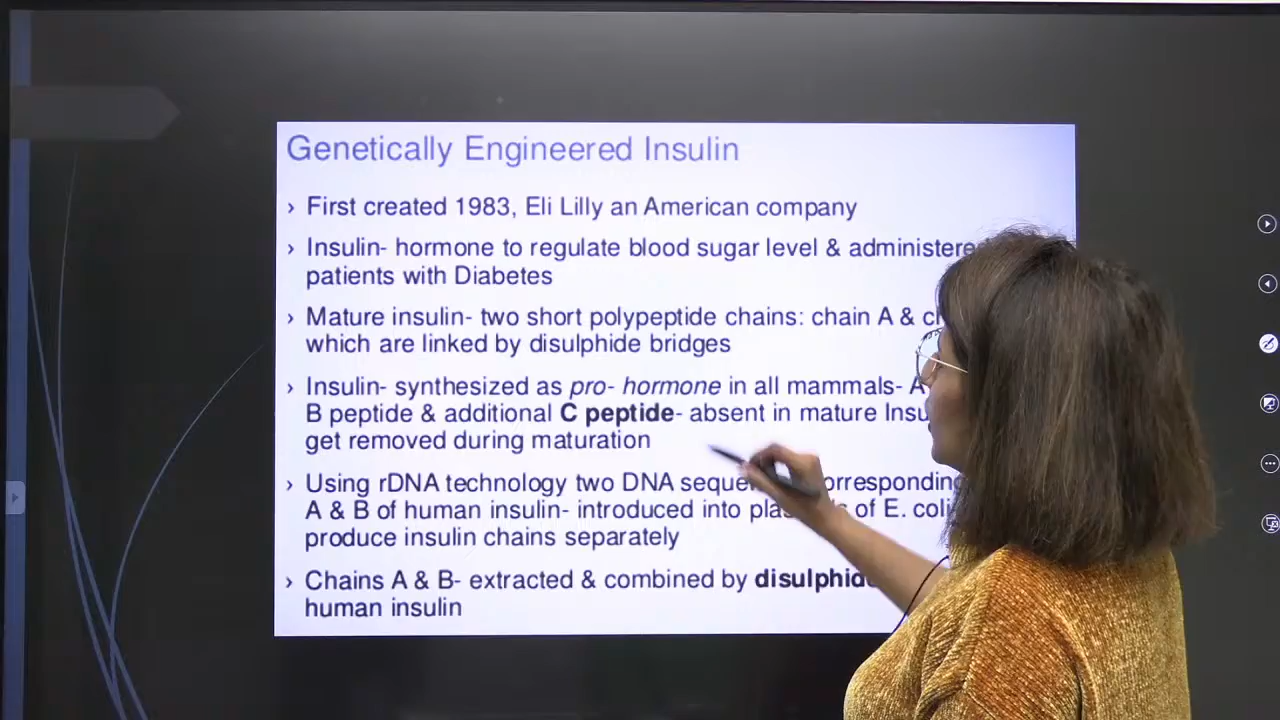 Genetically Engineered Insulin
› First created 1983, Eli Lilly an American company
› Insulin- hormone to regulate blood sugar level & administere
patients with Diabetes
› Mature insulin- two short polypeptide chains: chain A &
which are linked by disulphide bridges
› Insulin- synthesized as pro- hormone in all mammals- A
B peptide & additional C peptide- absent in mature Insu
get removed during maturation
› Using rDNA technology two DNA seque orresponding
A & B of human insulin- introduced into of E. coli
produce insulin chains separately
› Chains A & B- extracted & combined by disulphid
human insulin